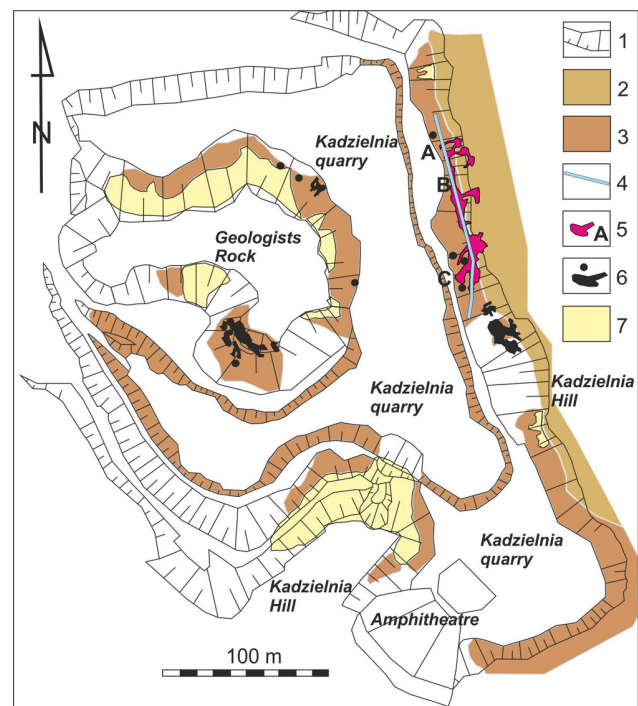 N
Kadzielnia
quarry
Geologists
Rock
A
B
C
Kadzielnia
quarry
Kadzielnia
Hill
Kadzielnia
quarry
Kadzielnia
Hill
Amphitheatre
100 m
1
2
3
4
A 5
6
7